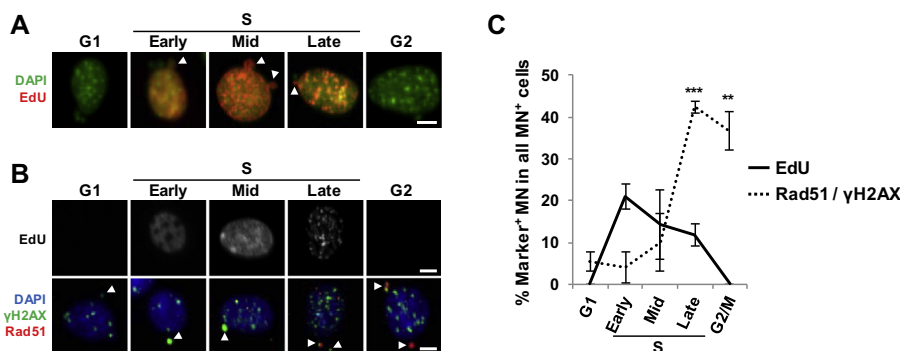 A
S
G1 Early Mid Late G2
DAPI
EdU
B
S
G1 Early Mid Late G2
EdU
DAPI
γH2AX
Rad51
C
% Marker⁺ MN in all MN⁺ cells
50
40
30
20
10
0
***
**
EdU
Rad51 / γH2AX
G1 Early Mid Late G2/M
S